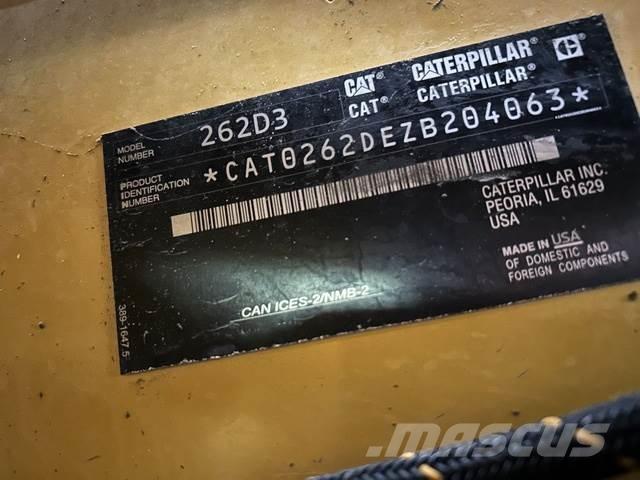 CAT CATERPILLAR C
CAT® CATERPILLAR®
MODEL NUMBER 262D3
PRODUCT IDENTIFICATION NUMBER *CAT0262DEZB204063*
CATERPILLAR INC.
PEORIA, IL 61629
USA
MADE IN USA
OF DOMESTIC AND
FOREIGN COMPONENTS
CAN ICES-2/NMB-2
389-1647 5
MASCUS